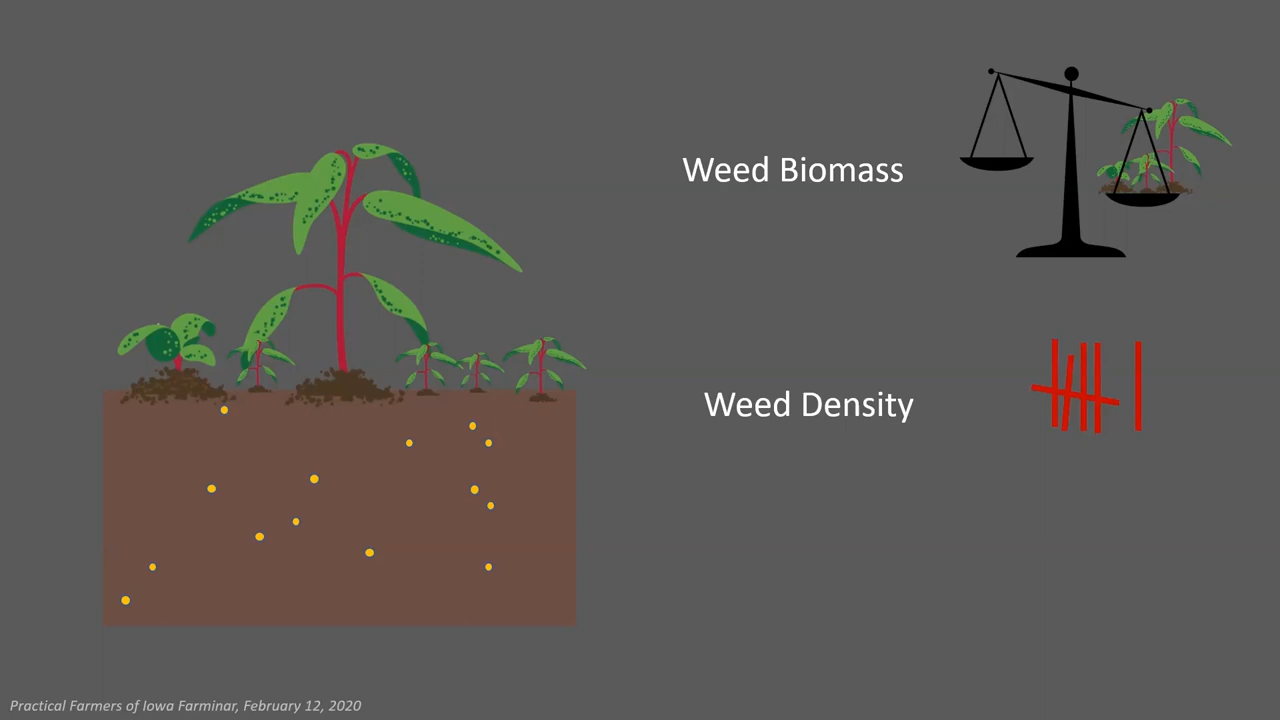 Weed Biomass
Weed Density
Practical Farmers of Iowa Farminar, February 12, 2020